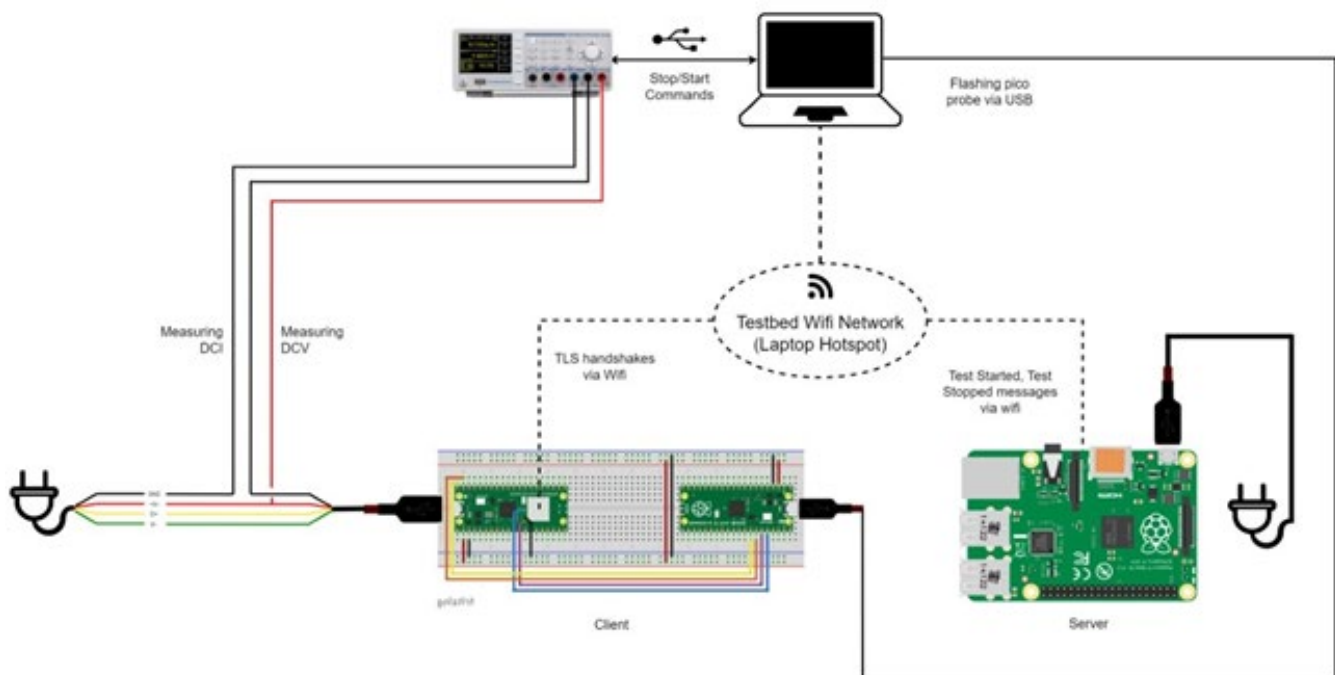 Stop/Start
Commands
Flashing pico
probe via USB
Measuring
DCI
Measuring
DCV
Testbed Wifi Network
(Laptop Hotspot)
TLS handshakes
via Wifi
Test Started, Test
Stopped messages
via wifi
Client
Server